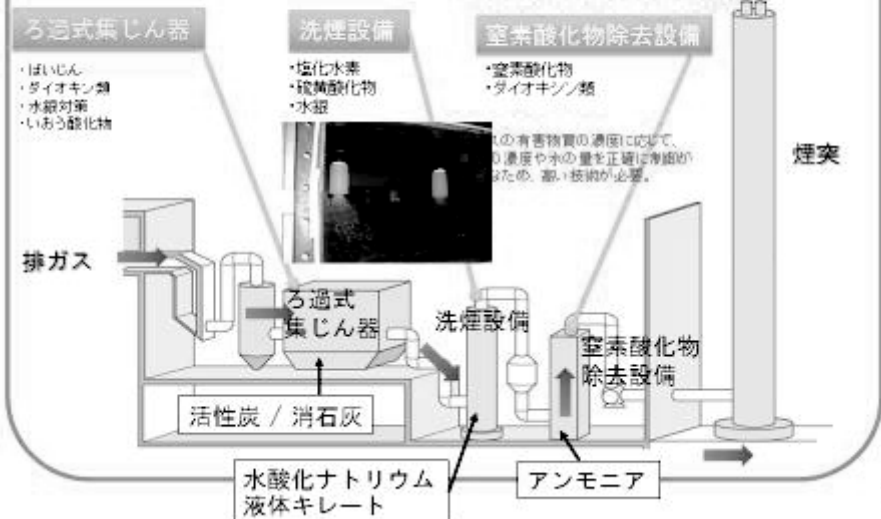 ろ過式集じん器
・ばいじん
・ダイオキシン類
・水銀対策
・いおう酸化物
洗煙設備
・塩化水素
・硫黄酸化物
・水銀
窒素酸化物除去設備
・窒素酸化物
・ダイオキシン類
の有害物質の濃度に応じて、
の濃度や水の量を正確に制御が
ため、高い技術が必要。
煙突
排ガス
ろ過式
集じん器
洗煙設備
窒素酸化物
除去設備
活性炭 / 消石灰
水酸化ナトリウム
液体キレート
アンモニア